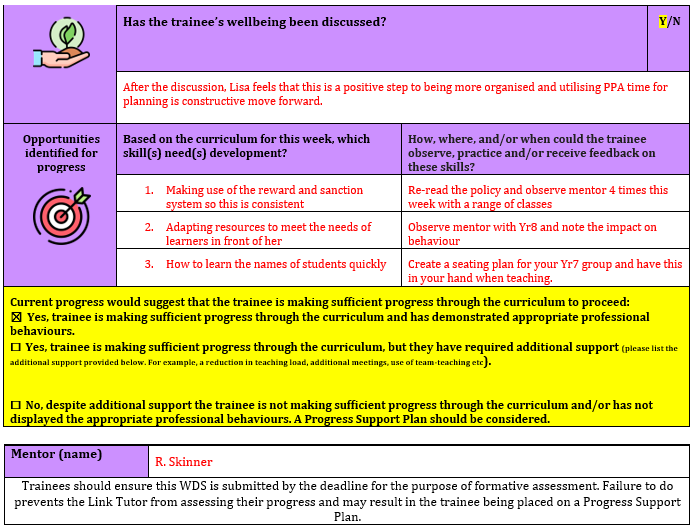 Has the trainee's wellbeing been discussed?
Y/N
After the discussion, Lisa feels that this is a positive step to being more organised and utilising PPA time for
planning is constructive move forward.
Opportunities
identified for
progress
Based on the curriculum for this week, which
skill(s) need(s) development?
How, where, and/or when could the trainee
observe, practice and/or receive feedback on
these skills?
1. Making use of the reward and sanction
system so this is consistent
Re-read the policy and observe mentor 4 times this
week with a range of classes
2. Adapting resources to meet the needs of
learners in front of her
Observe mentor with Yr8 and note the impact on
behaviour
3. How to learn the names of students quickly
Create a seating plan for your Yr7 group and have this
in your hand when teaching.
Current progress would suggest that the trainee is making sufficient progress through the curriculum to proceed:
☒ Yes, trainee is making sufficient progress through the curriculum and has demonstrated appropriate professional
behaviours.
☐ Yes, trainee is making sufficient progress through the curriculum, but they have required additional support (please list the
additional support provided below. For example, a reduction in teaching load, additional meetings, use of team-teaching etc).
☐ No, despite additional support the trainee is not making sufficient progress through the curriculum and/or has not
displayed the appropriate professional behaviours. A Progress Support Plan should be considered.
Mentor (name)
R. Skinner
Trainees should ensure this WDS is submitted by the deadline for the purpose of formative assessment. Failure to do
prevents the Link Tutor from assessing their progress and may result in the trainee being placed on a Progress Support
Plan.